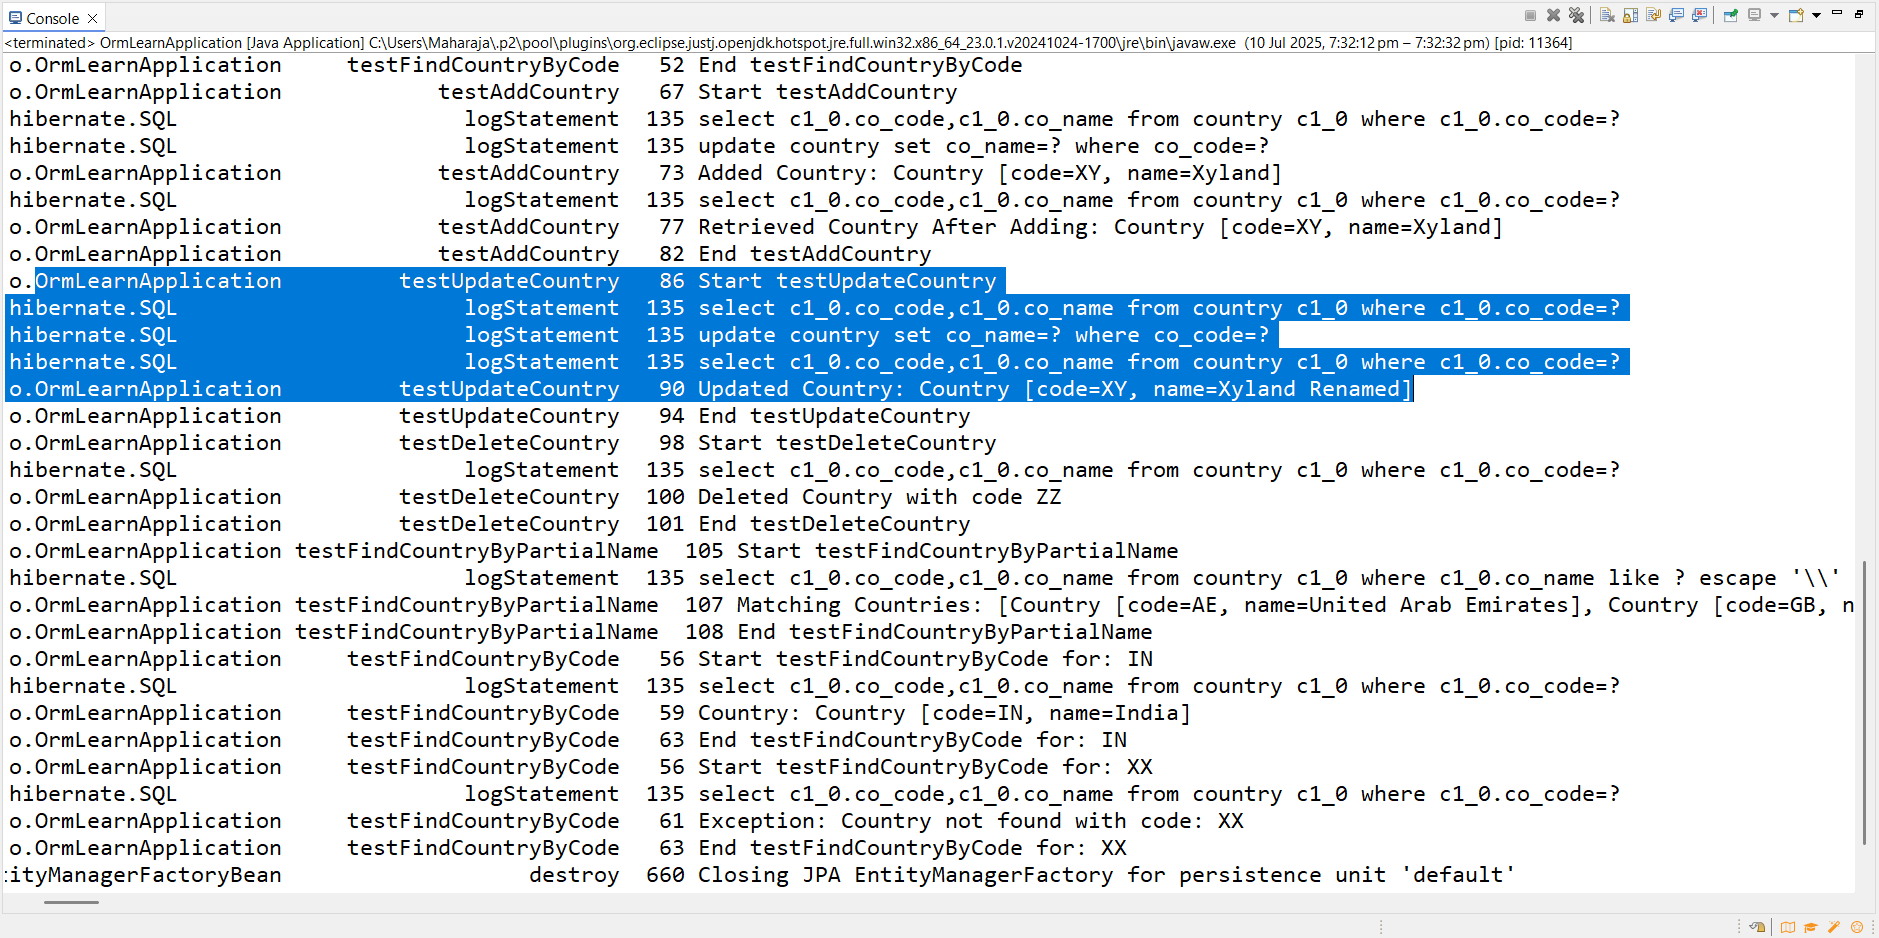 Console
<terminated> OrmLearnApplication [Java Application] C:\Users\Maharaja\.p2\pool\plugins\org.eclipse.justj.openjdk.hotspot.jre.full.win32.x86_64_23.0.1.v20241024-1700\jre\bin\javaw.exe (10 Jul 2025, 7:32:12 pm – 7:32:32 pm) [pid: 11364]
o.OrmLearnApplication testFindCountryByCode 52 End testFindCountryByCode
o.OrmLearnApplication testAddCountry 67 Start testAddCountry
hibernate.SQL logStatement 135 select c1_0.co_code,c1_0.co_name from country c1_0 where c1_0.co_code=?
hibernate.SQL logStatement 135 update country set co_name=? where co_code=?
o.OrmLearnApplication testAddCountry 73 Added Country: Country [code=XY, name=Xyland]
hibernate.SQL logStatement 135 select c1_0.co_code,c1_0.co_name from country c1_0 where c1_0.co_code=?
o.OrmLearnApplication testAddCountry 77 Retrieved Country After Adding: Country [code=XY, name=Xyland]
o.OrmLearnApplication testAddCountry 82 End testAddCountry
o.OrmLearnApplication testUpdateCountry 86 Start testUpdateCountry
hibernate.SQL logStatement 135 select c1_0.co_code,c1_0.co_name from country c1_0 where c1_0.co_code=?
hibernate.SQL logStatement 135 update country set co_name=? where co_code=?
hibernate.SQL logStatement 135 select c1_0.co_code,c1_0.co_name from country c1_0 where c1_0.co_code=?
o.OrmLearnApplication testUpdateCountry 90 Updated Country: Country [code=XY, name=Xyland Renamed]
o.OrmLearnApplication testUpdateCountry 94 End testUpdateCountry
o.OrmLearnApplication testDeleteCountry 98 Start testDeleteCountry
hibernate.SQL logStatement 135 select c1_0.co_code,c1_0.co_name from country c1_0 where c1_0.co_code=?
o.OrmLearnApplication testDeleteCountry 100 Deleted Country with code ZZ
o.OrmLearnApplication testDeleteCountry 101 End testDeleteCountry
o.OrmLearnApplication testFindCountryByPartialName 105 Start testFindCountryByPartialName
hibernate.SQL logStatement 135 select c1_0.co_code,c1_0.co_name from country c1_0 where c1_0.co_name like ? escape '\\'
o.OrmLearnApplication testFindCountryByPartialName 107 Matching Countries: [Country [code=AE, name=United Arab Emirates], Country [code=GB, n
o.OrmLearnApplication testFindCountryByPartialName 108 End testFindCountryByPartialName
o.OrmLearnApplication testFindCountryByCode 56 Start testFindCountryByCode for: IN
hibernate.SQL logStatement 135 select c1_0.co_code,c1_0.co_name from country c1_0 where c1_0.co_code=?
o.OrmLearnApplication testFindCountryByCode 59 Country: Country [code=IN, name=India]
o.OrmLearnApplication testFindCountryByCode 63 End testFindCountryByCode for: IN
o.OrmLearnApplication testFindCountryByCode 56 Start testFindCountryByCode for: XX
hibernate.SQL logStatement 135 select c1_0.co_code,c1_0.co_name from country c1_0 where c1_0.co_code=?
o.OrmLearnApplication testFindCountryByCode 61 Exception: Country not found with code: XX
o.OrmLearnApplication testFindCountryByCode 63 End testFindCountryByCode for: XX
:ityManagerFactoryBean destroy 660 Closing JPA EntityManagerFactory for persistence unit 'default'